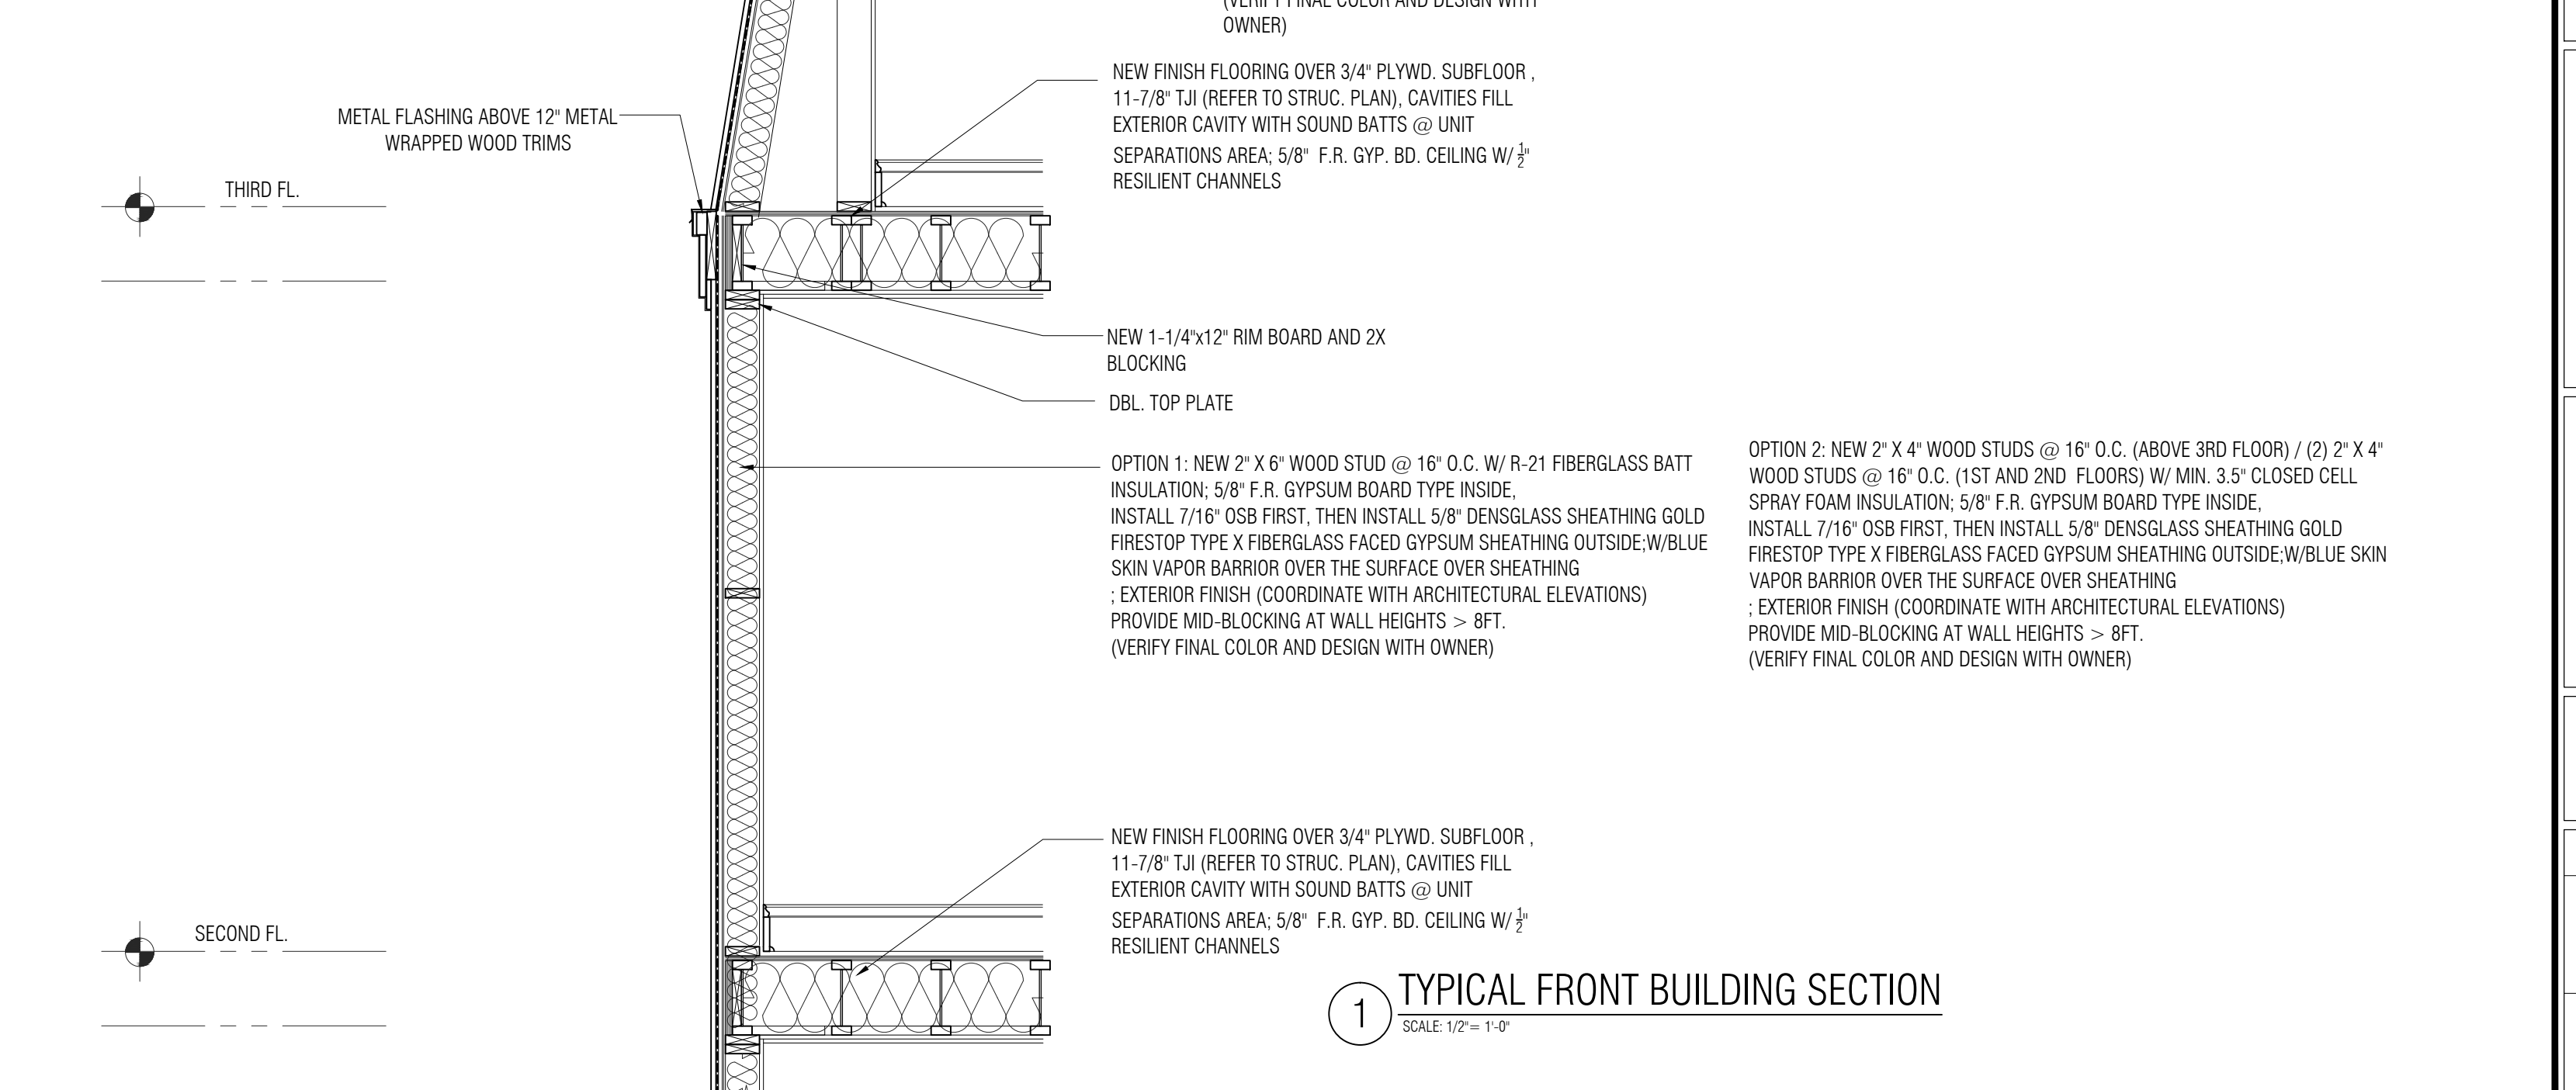 (VERIFY FINAL COLOR AND DESIGN WITH
OWNER)
NEW FINISH FLOORING OVER 3/4" PLYWD. SUBFLOOR ,
11-7/8" TJI (REFER TO STRUC. PLAN), CAVITIES FILL
EXTERIOR CAVITY WITH SOUND BATTS @ UNIT
SEPARATIONS AREA; 5/8" F.R. GYP. BD. CEILING W/ 1/2"
RESILIENT CHANNELS
METAL FLASHING ABOVE 12" METAL
WRAPPED WOOD TRIMS
THIRD FL.
NEW 1-1/4"x12" RIM BOARD AND 2X
BLOCKING
DBL. TOP PLATE
OPTION 1: NEW 2" X 6" WOOD STUD @ 16" O.C. W/ R-21 FIBERGLASS BATT
INSULATION; 5/8" F.R. GYPSUM BOARD TYPE INSIDE,
INSTALL 7/16" OSB FIRST, THEN INSTALL 5/8" DENSGLASS SHEATHING GOLD
FIRESTOP TYPE X FIBERGLASS FACED GYPSUM SHEATHING OUTSIDE;W/BLUE
SKIN VAPOR BARRIOR OVER THE SURFACE OVER SHEATHING
; EXTERIOR FINISH (COORDINATE WITH ARCHITECTURAL ELEVATIONS)
PROVIDE MID-BLOCKING AT WALL HEIGHTS > 8FT.
(VERIFY FINAL COLOR AND DESIGN WITH OWNER)
OPTION 2: NEW 2" X 4" WOOD STUDS @ 16" O.C. (ABOVE 3RD FLOOR) / (2) 2" X 4"
WOOD STUDS @ 16" O.C. (1ST AND 2ND FLOORS) W/ MIN. 3.5" CLOSED CELL
SPRAY FOAM INSULATION; 5/8" F.R. GYPSUM BOARD TYPE INSIDE,
INSTALL 7/16" OSB FIRST, THEN INSTALL 5/8" DENSGLASS SHEATHING GOLD
FIRESTOP TYPE X FIBERGLASS FACED GYPSUM SHEATHING OUTSIDE;W/BLUE SKIN
VAPOR BARRIOR OVER THE SURFACE OVER SHEATHING
; EXTERIOR FINISH (COORDINATE WITH ARCHITECTURAL ELEVATIONS)
PROVIDE MID-BLOCKING AT WALL HEIGHTS > 8FT.
(VERIFY FINAL COLOR AND DESIGN WITH OWNER)
NEW FINISH FLOORING OVER 3/4" PLYWD. SUBFLOOR ,
11-7/8" TJI (REFER TO STRUC. PLAN), CAVITIES FILL
EXTERIOR CAVITY WITH SOUND BATTS @ UNIT
SEPARATIONS AREA; 5/8" F.R. GYP. BD. CEILING W/ 1/2"
RESILIENT CHANNELS
SECOND FL.
1 TYPICAL FRONT BUILDING SECTION
SCALE: 1/2"= 1'-0"